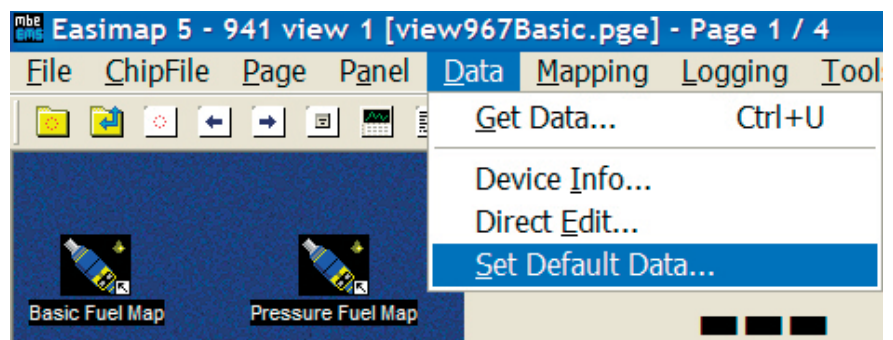 mbe ems Easimap 5 - 941 view 1 [view967Basic.pge] - Page 1 / 4
File ChipFile Page Panel Data Mapping Logging Tool
Get Data... Ctrl+U
Device Info...
Direct Edit...
Set Default Data...
Basic Fuel Map Pressure Fuel Map